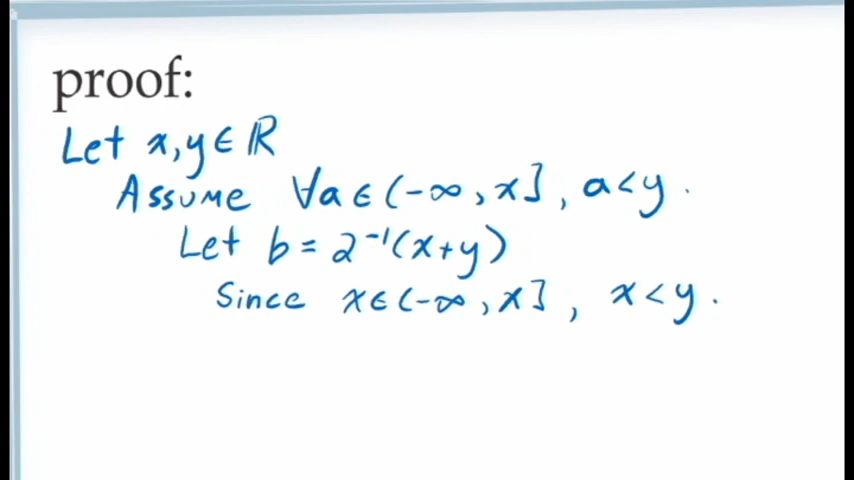 proof:
Let x, y ∈ ℝ
Assume ∀a ∈ (-∞, x], a < y.
Let b = 2⁻¹(x+y)
Since x ∈ (-∞, x], x < y.